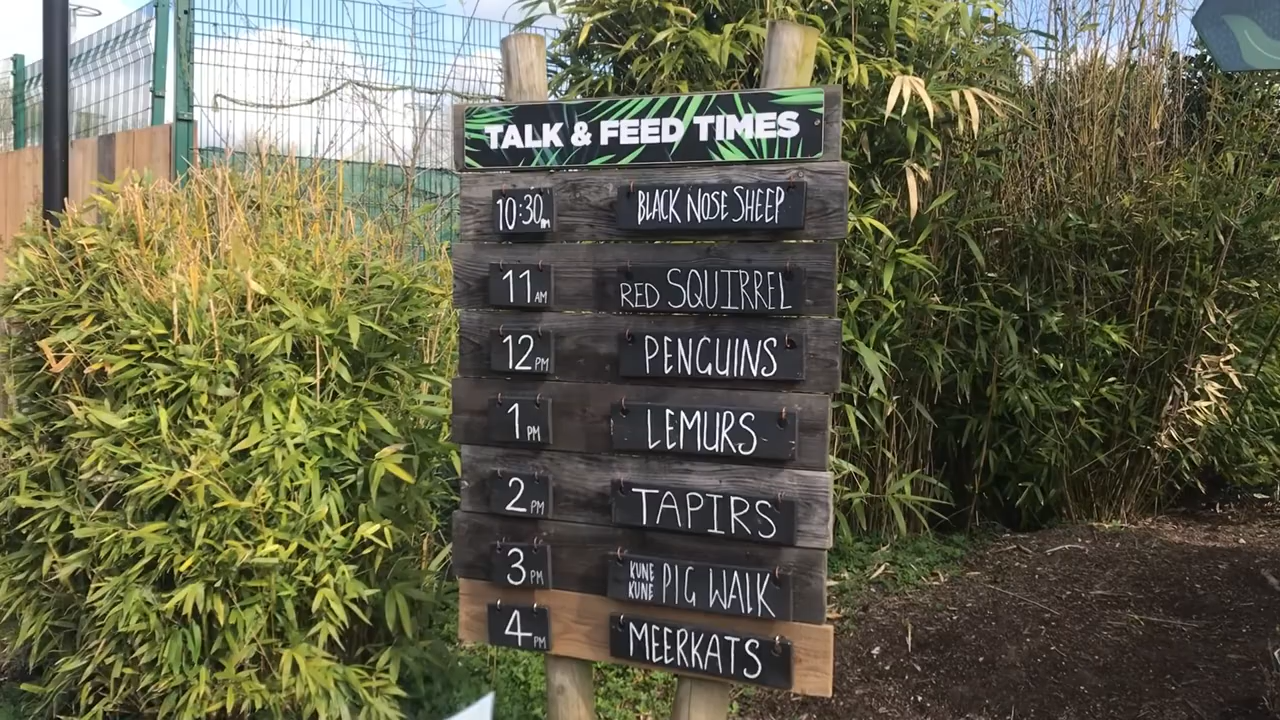 TALK & FEED TIMES
10:30AM BLACK NOSE SHEEP
11AM RED SQUIRREL
12PM PENGUINS
1PM LEMURS
2PM TAPIRS
3PM KUNE KUNE PIG WALK
4PM MEERKATS